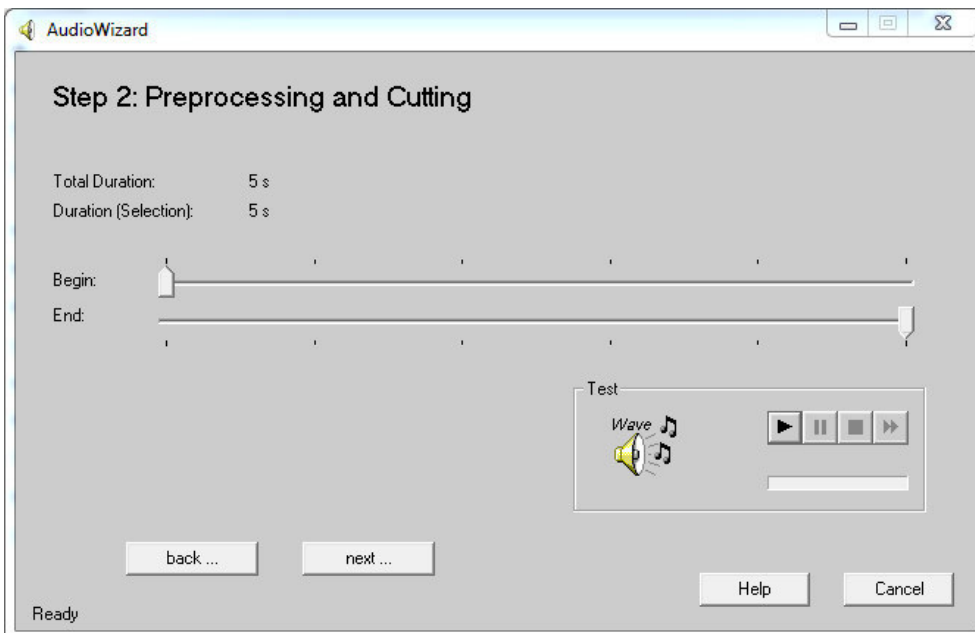 AudioWizard
Step 2: Preprocessing and Cutting
Total Duration: 5 s
Duration (Selection): 5 s
Begin:
End:
Test
Wave
back ...
next ...
Help
Cancel
Ready